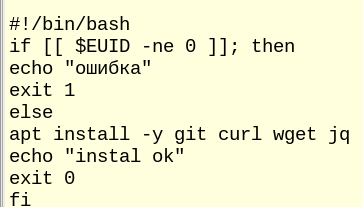 #!/bin/bash
if [[ $EUID -ne 0 ]]; then
echo "ошибка"
exit 1
else
apt install -y git curl wget jq
echo "instal ok"
exit 0
fi